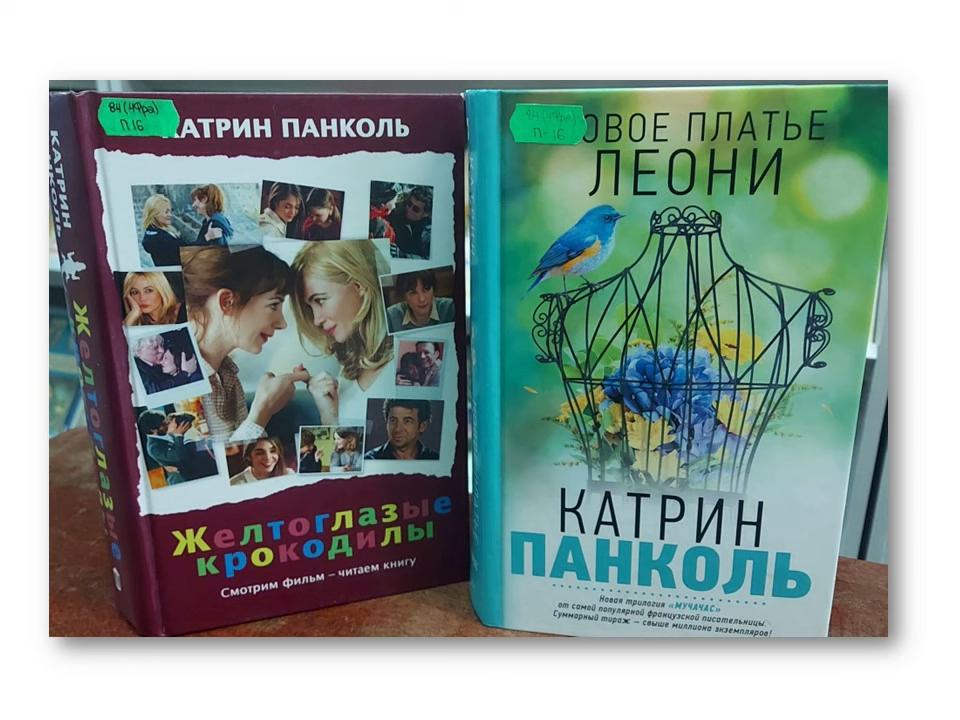 84(4Фра)
П16
КАТРИН ПАНКОЛЬ
КАТРИН
ПАНКОЛЬ
Желтоглазые
Желтоглазые
крокодилы
Смотрим фильм – читаем книгу
84(4Фра)
П-16
ОВОЕ ПЛАТЬЕ
ЛЕОНИ
КАТРИН
ПАНКОЛЬ
Новая трилогия «МУЧАЧАС»
от самой популярной французской писательницы.
Суммарный тираж – свыше миллиона экземпляров!